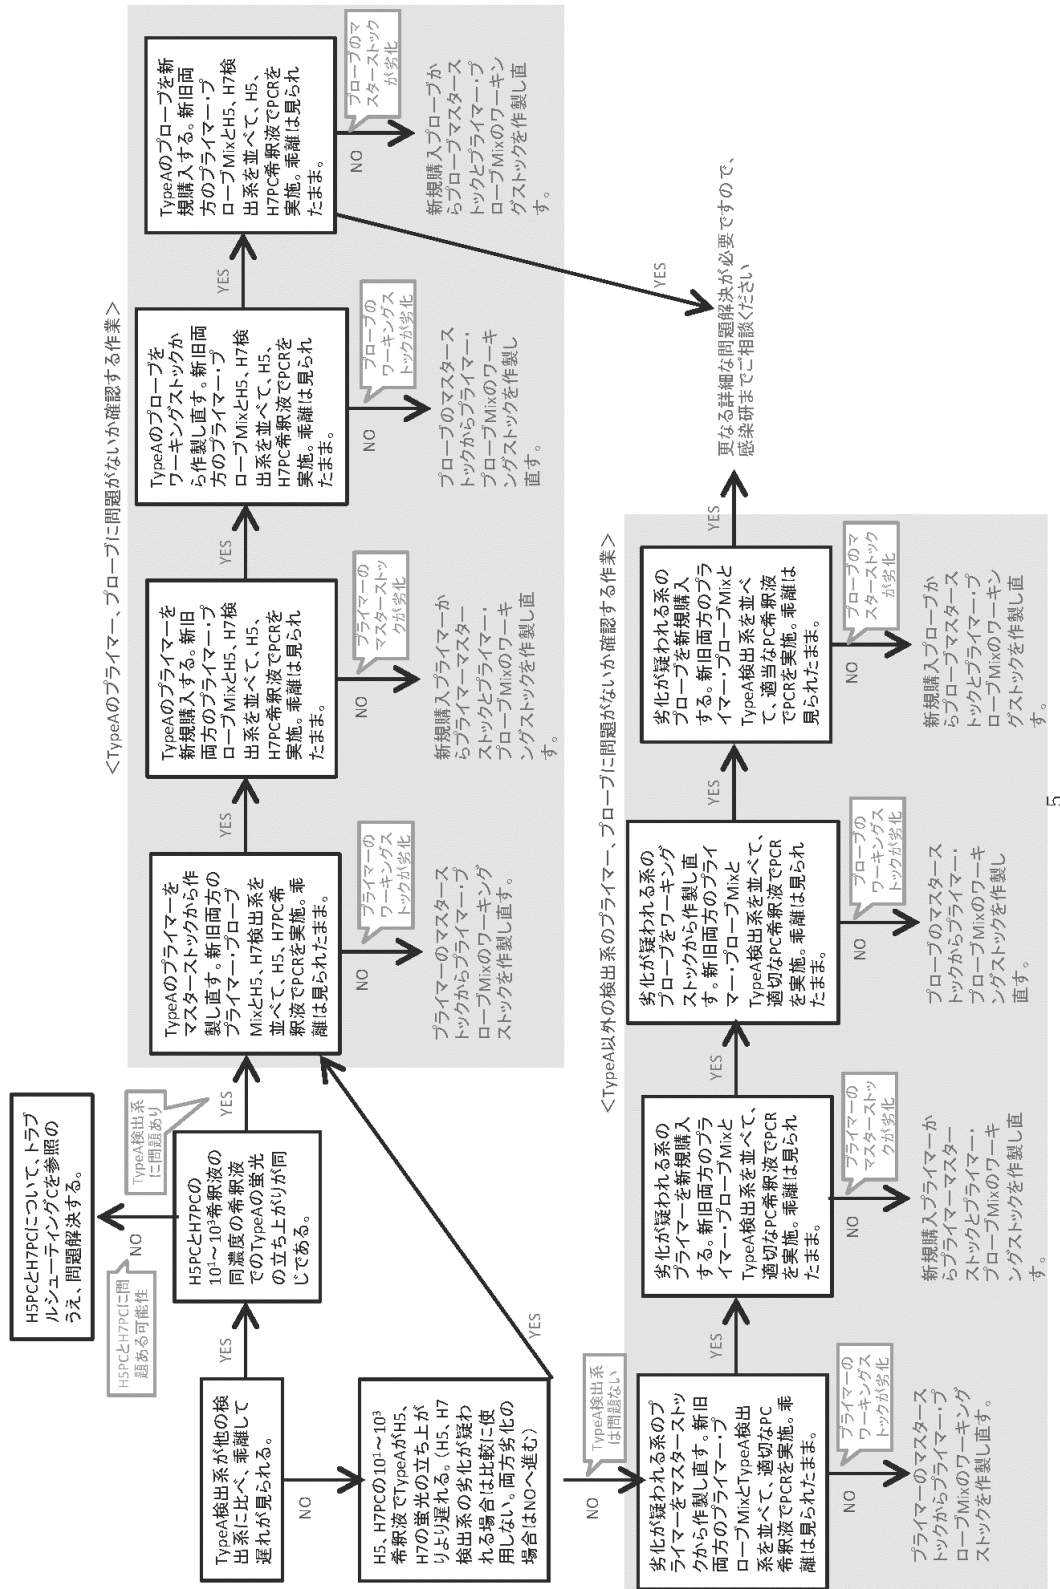 H5PCとH7PCについて、トラブ
ルシューティングCを参照の
うえ、問題解決する。
H5PCとH7PCに問
題ある可能性
NO
TypeA検出系
に問題あり
TypeA検出系が他の検
出系に比べ、乖離して
遅れが見られる。
YES
H5PCとH7PCの
10¹～10³希釈液の
同濃度の希釈液
でのTypeAの蛍光
の立ち上がりが同
じである。
YES
NO
H5、H7PCの10¹～10³
希釈液でTypeAがH5、
H7の蛍光の立ち上が
りより遅れる。(H5、H7
検出系の劣化が疑わ
れる場合は比較に使
用しない。両方劣化の
場合はNOへ進む)
YES
NO
TypeA検出系
は問題ない
＜TypeAのプライマー、プローブに問題がないか確認する作業＞
TypeAのプライマーを
マスターストックから作
製し直す。新旧両方の
プライマー・プローブ
MixとH5、H7検出系を
並べて、H5、H7PC希
釈液でPCRを実施。乖
離は見られたまま。
NO
プライマーの
ワーキングス
トックが劣化
プライマーのマスタース
トックからプライマー・プ
ローブMixのワーキング
ストックを作製し直す。
YES
TypeAのプライマーを
新規購入する。新旧
両方のプライマー・プ
ローブMixとH5、H7検
出系を並べて、H5、
H7PC希釈液でPCRを
実施。乖離は見られ
たまま。
NO
プライマーの
マスターストッ
クが劣化
新規購入プライマーか
らプライマーマスター
ストックとプライマー・
プローブMixのワーキ
ングストックを作製し直
す。
YES
TypeAのプローブを
ワーキングストックか
ら作製し直す。新旧両
方のプライマー・プ
ローブMixとH5、H7検
出系を並べて、H5、
H7PC希釈液でPCRを
実施。乖離は見られ
たまま。
NO
プローブの
ワーキングス
トックが劣化
プローブのマスタース
トックからプライマー・
プローブMixのワーキ
ングストックを作製し
直す。
YES
TypeAのプローブを新
規購入する。新旧両
方のプライマー・プ
ローブMixとH5、H7検
出系を並べて、H5、
H7PC希釈液でPCRを
実施。乖離は見られ
たまま。
NO
プローブのマ
スターストック
が劣化
新規購入プローブか
らプローブマスタース
トックとプライマー・プ
ローブMixのワーキン
グストックを作製し直
す。
YES
更なる詳細な問題解決が必要ですので、
感染研までご相談ください
＜TypeA以外の検出系のプライマー、プローブに問題がないか確認する作業＞
劣化が疑われる系のプ
ライマーをマスターストッ
クから作製し直す。新旧
両方のプライマー・プ
ローブMixとTypeA検出
系を並べて、適切なPC
希釈液でPCRを実施。乖
離は見られたまま。
NO
プライマーの
ワーキングス
トックが劣化
プライマーのマスタース
トックからプライマー・プ
ローブMixのワーキング
ストックを作製し直す。
YES
劣化が疑われる系の
プライマーを新規購入
する。新旧両方のプラ
イマー・プローブMixと
TypeA検出系を並べて、
適切なPC希釈液でPCR
を実施。乖離は見られ
たまま。
NO
プライマーの
マスターストッ
クが劣化
新規購入プライマーか
らプライマーマスター
ストックとプライマー・
プローブMixのワーキ
ングストックを作製し直
す。
YES
劣化が疑われる系の
プローブをワーキング
ストックから作製し直
す。新旧両方のプライ
マー・プローブMixと
TypeA検出系を並べて、
適切なPC希釈液でPCR
を実施。乖離は見られ
たまま。
NO
プローブの
ワーキングス
トックが劣化
プローブのマスタース
トックからプライマー・
プローブMixのワーキ
ングストックを作製し
直す。
YES
劣化が疑われる系の
プローブを新規購入
する。新旧両方のプラ
イマー・プローブMixと
TypeA検出系を並べ
て、適当なPC希釈液
でPCRを実施。乖離は
見られたまま。
NO
プローブのマ
スターストック
が劣化
新規購入プローブか
らプローブマスタース
トックとプライマー・プ
ローブMixのワーキン
グストックを作製し直
す。
YES
5